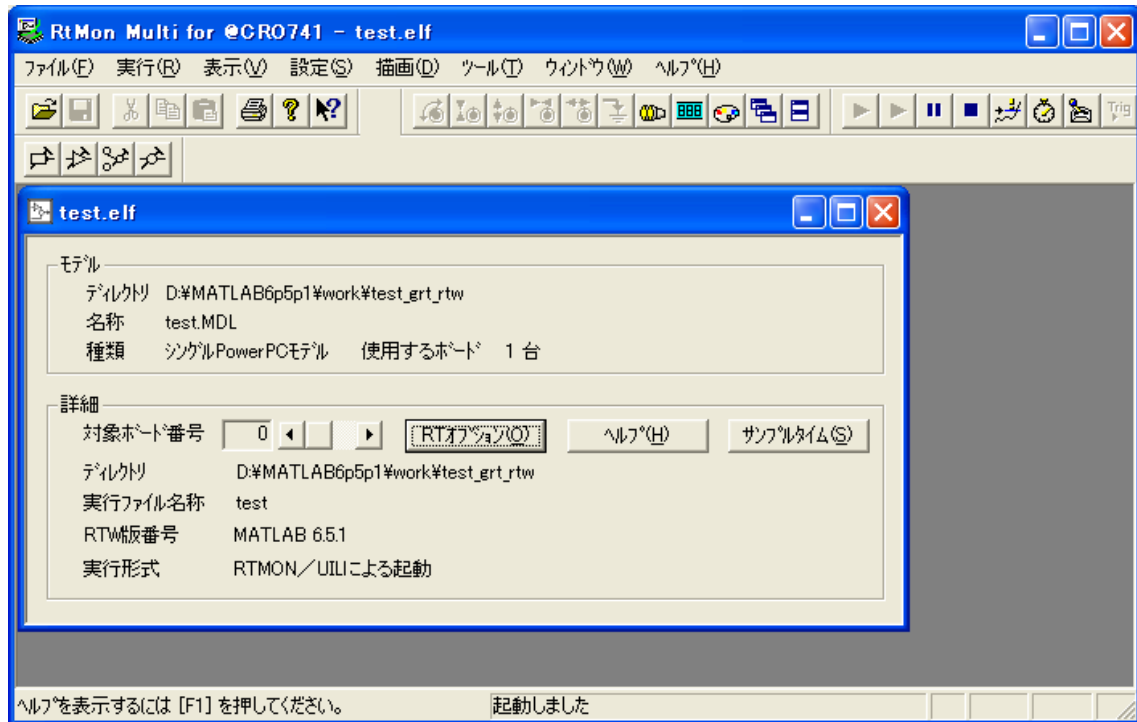 RtMon Multi for @CRO741 - test.elf
ファイル(F) 実行(R) 表示(V) 設定(S) 描画(D) ツール(T) ウィンドウ(W) ヘルプ(H)
Trig
test.elf
モデル
ディレクトリ D:¥MATLAB6p5p1¥work¥test_grt_rtw
名称 test.MDL
種類 シングルPowerPCモデル 使用するボード 1 台
詳細
対象ボード番号 0 RTオプション(O) ヘルプ(H) サンプルタイム(S)
ディレクトリ D:¥MATLAB6p5p1¥work¥test_grt_rtw
実行ファイル名称 test
RTW版番号 MATLAB 6.5.1
実行形式 RTMON/UILIによる起動
ヘルプを表示するには [F1] を押してください。 起動しました